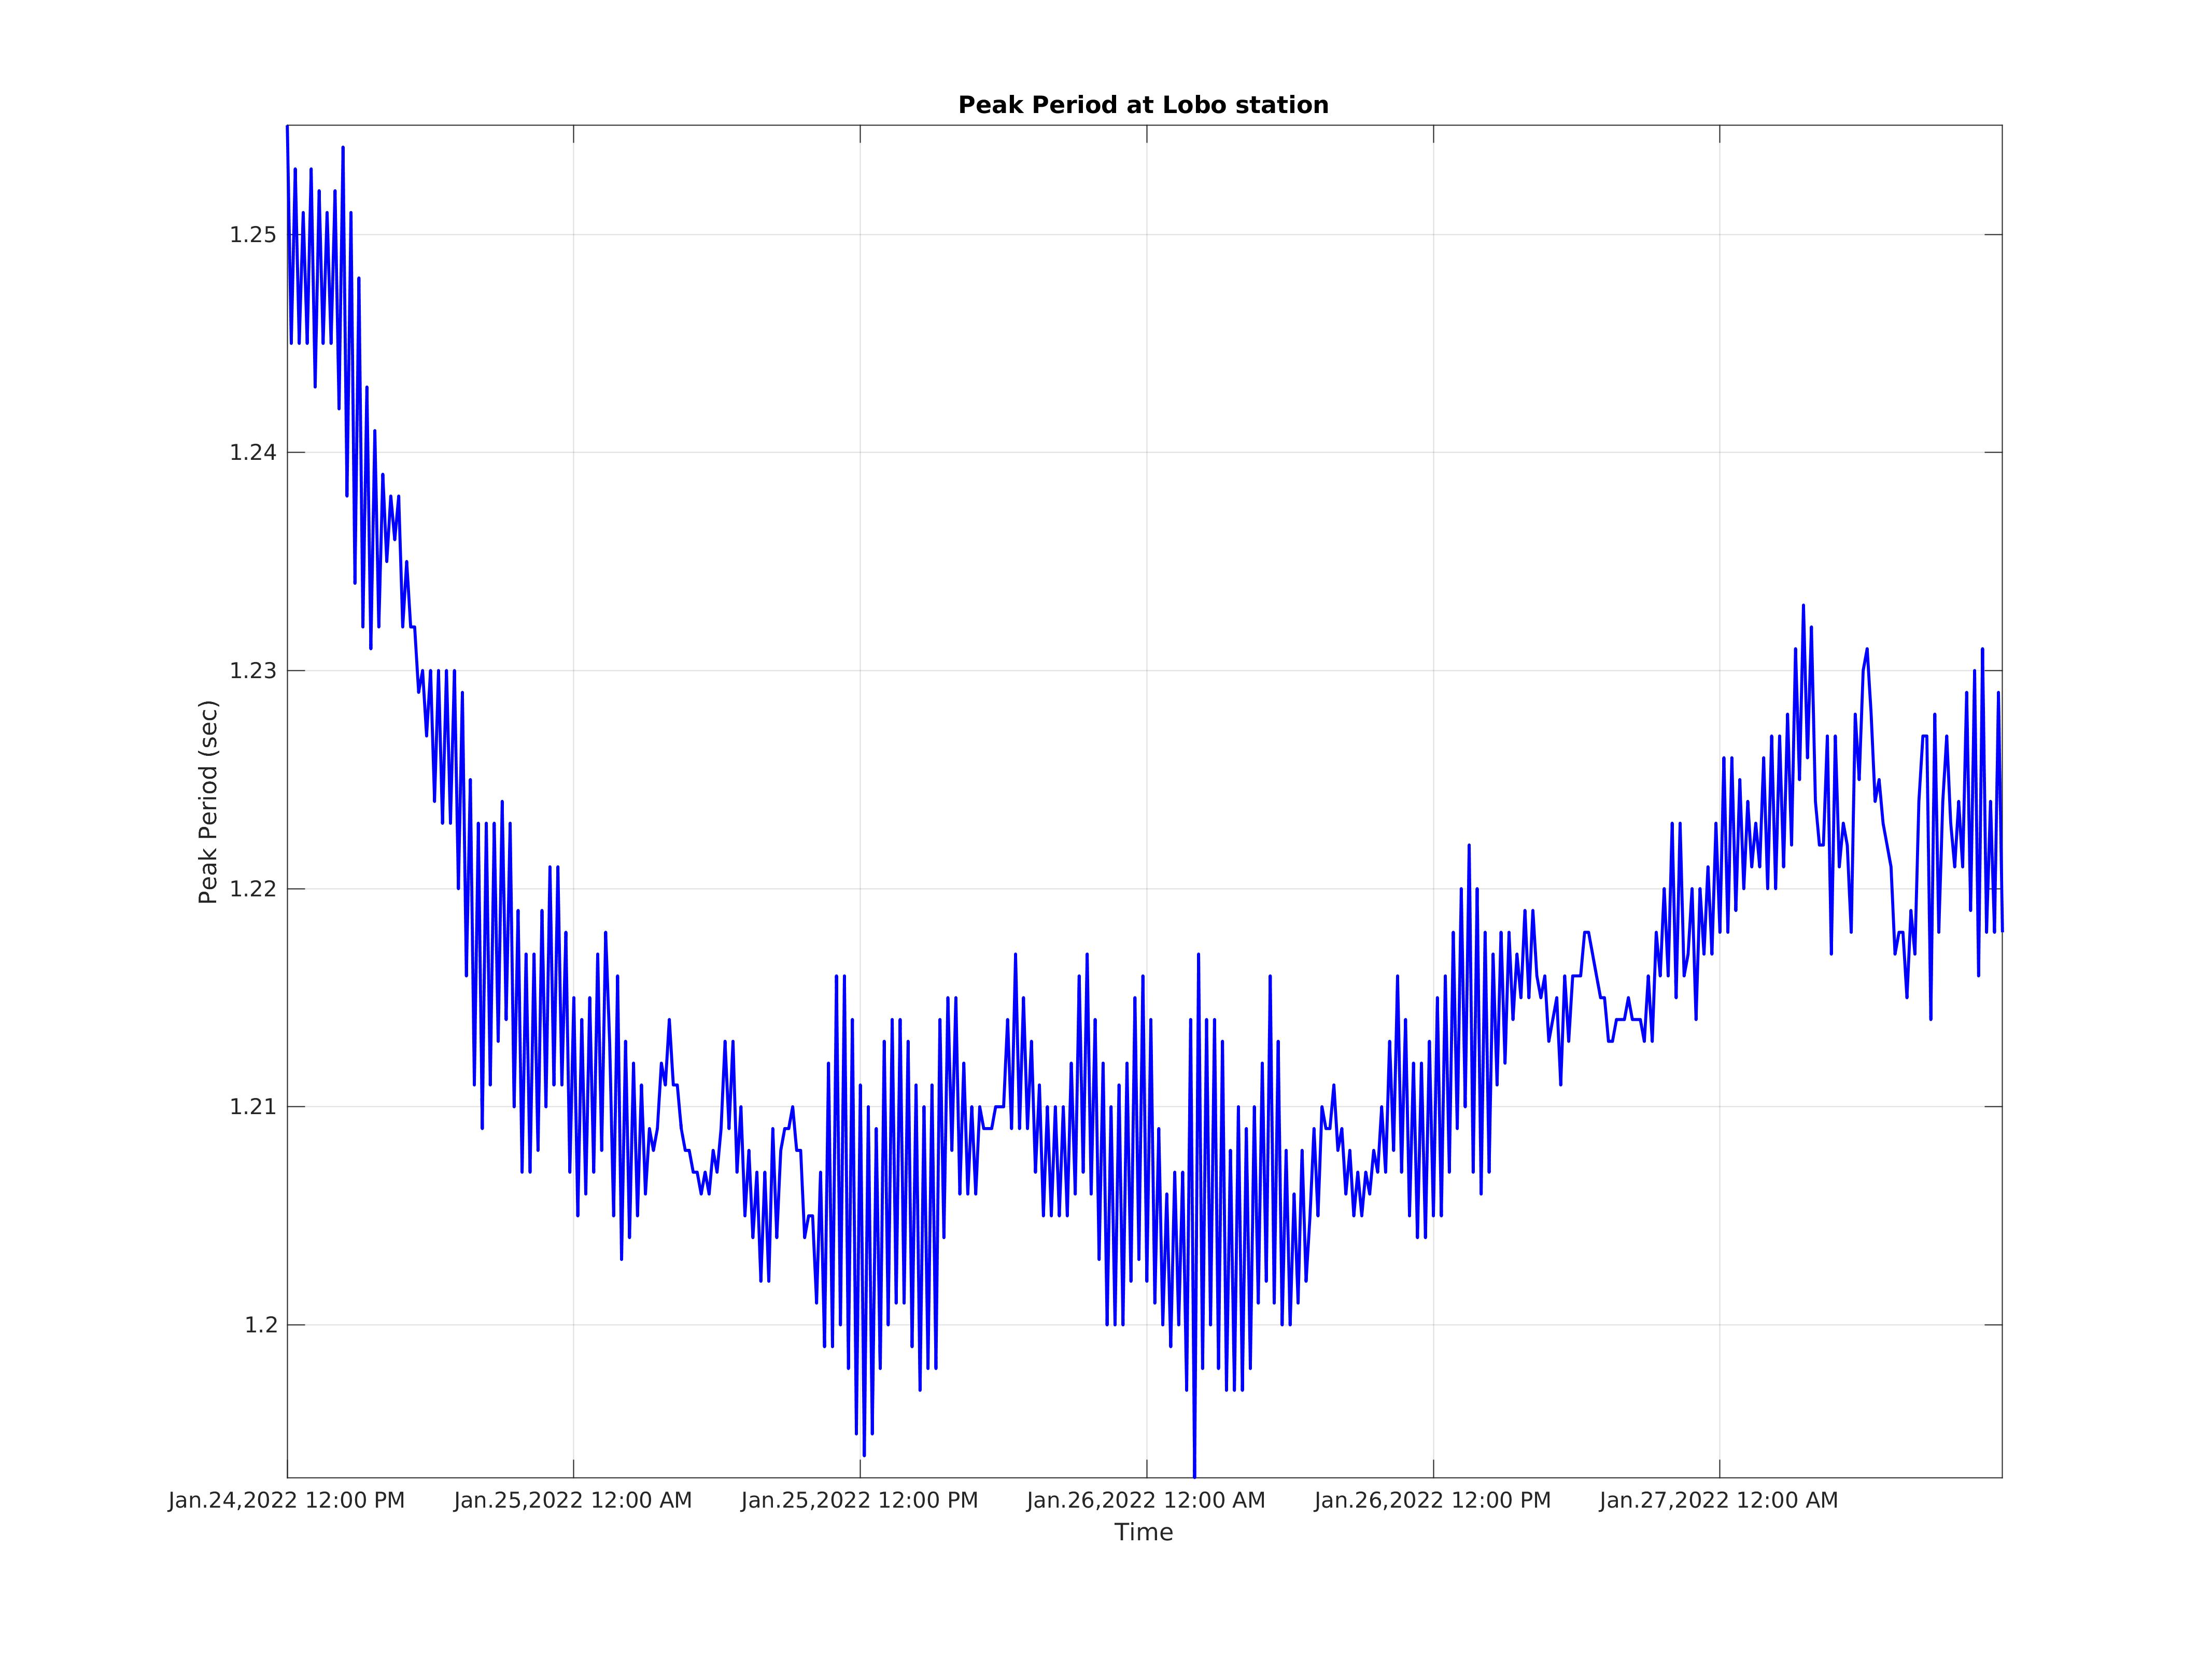 Peak Period at Lobo station
1.25
1.24
1.23
1.22
1.21
1.2
Peak Period (sec)
Jan.24,2022 12:00 PM
Jan.25,2022 12:00 AM
Jan.25,2022 12:00 PM
Jan.26,2022 12:00 AM
Jan.26,2022 12:00 PM
Jan.27,2022 12:00 AM
Time